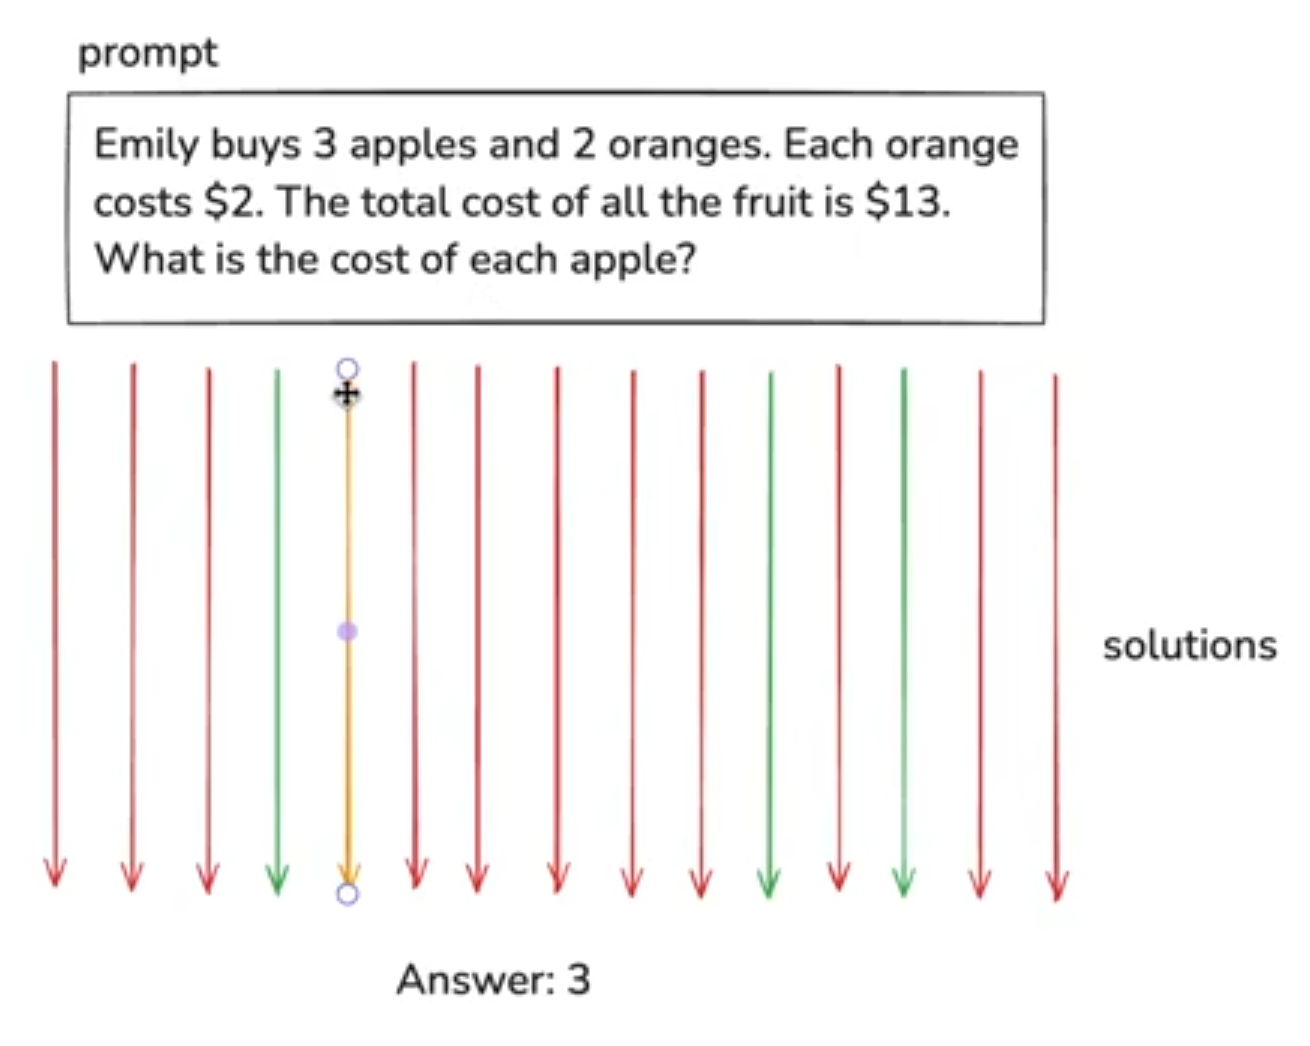 prompt
Emily buys 3 apples and 2 oranges. Each orange
costs $2. The total cost of all the fruit is $13.
What is the cost of each apple?
solutions
Answer: 3